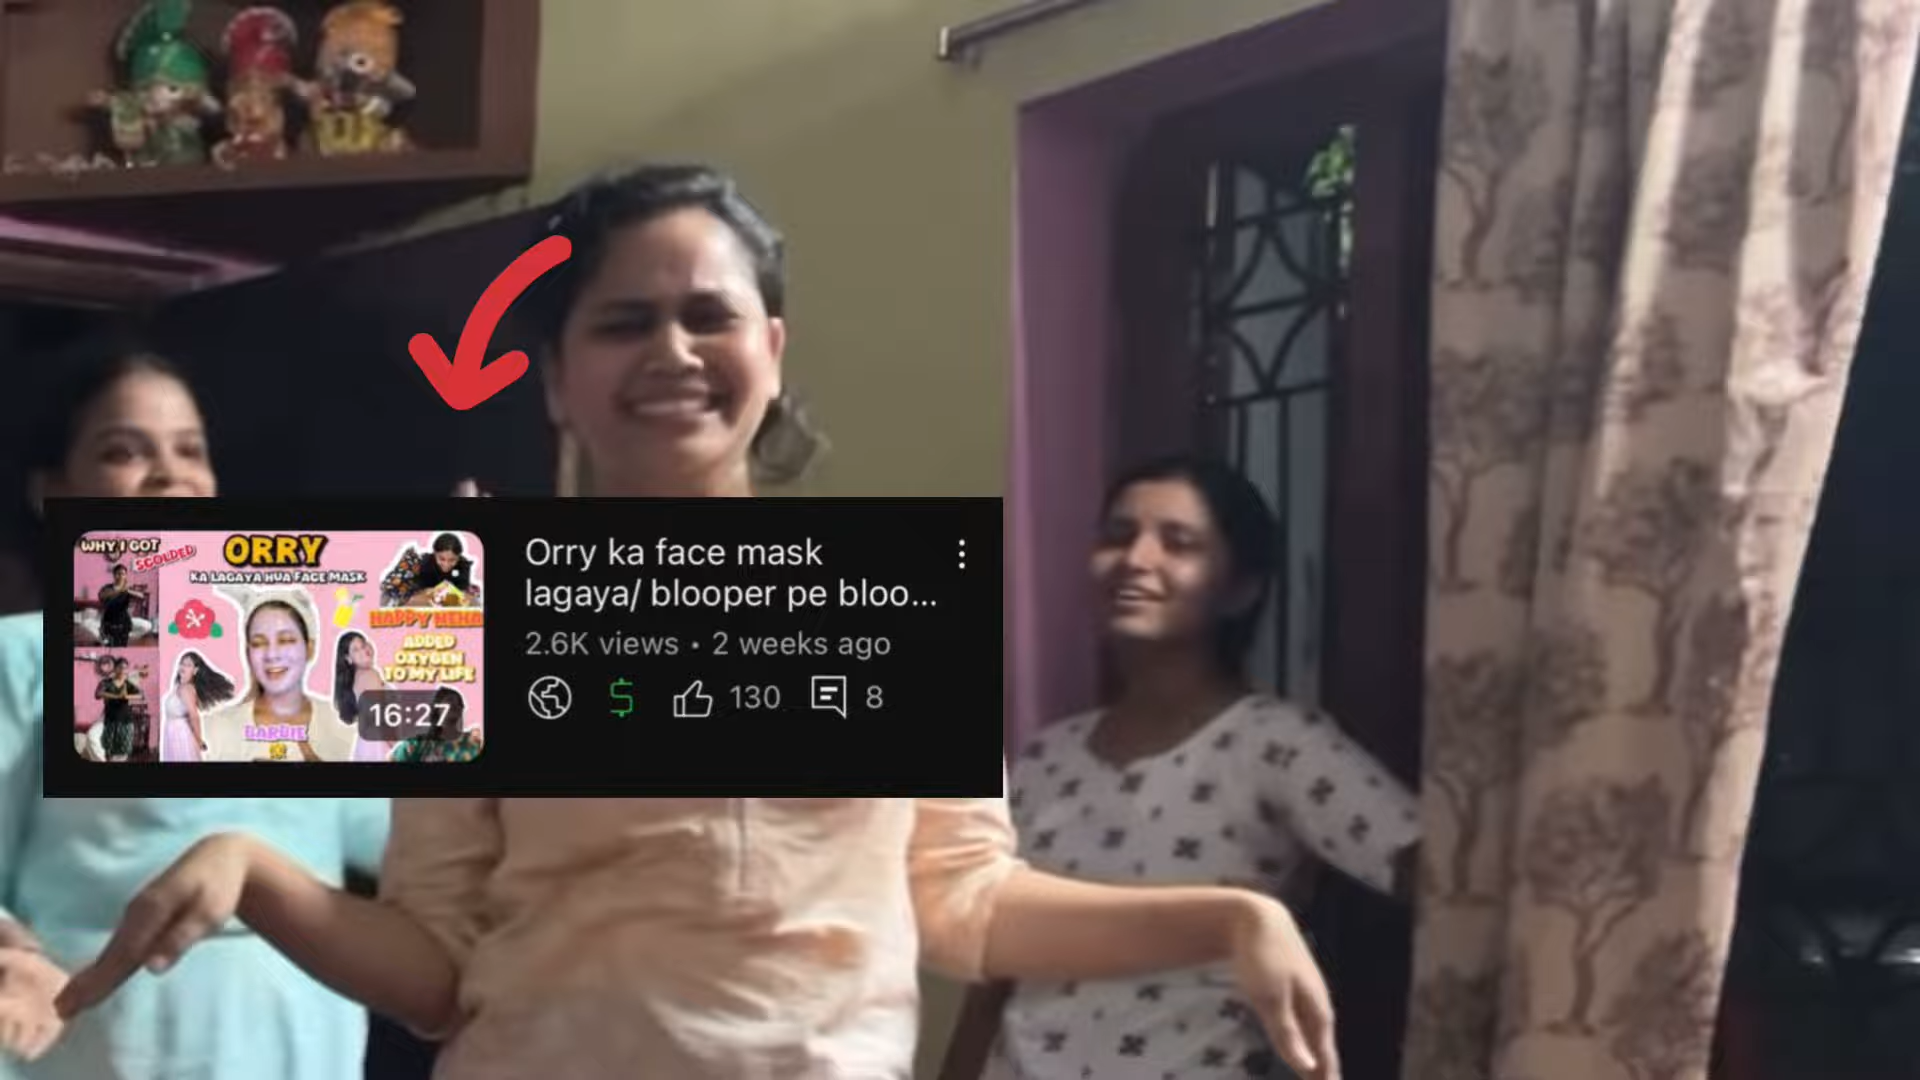 WHY I GOT
SCOLDED
ORRY
KA LAGAYA HUA FACE MASK
HAPPY NEHA
ADDED
OXYGEN
TO MY LIFE
BARBIE
16:27
Orry ka face mask
lagaya/ blooper pe bloo...
2.6K views • 2 weeks ago
$ 130 8